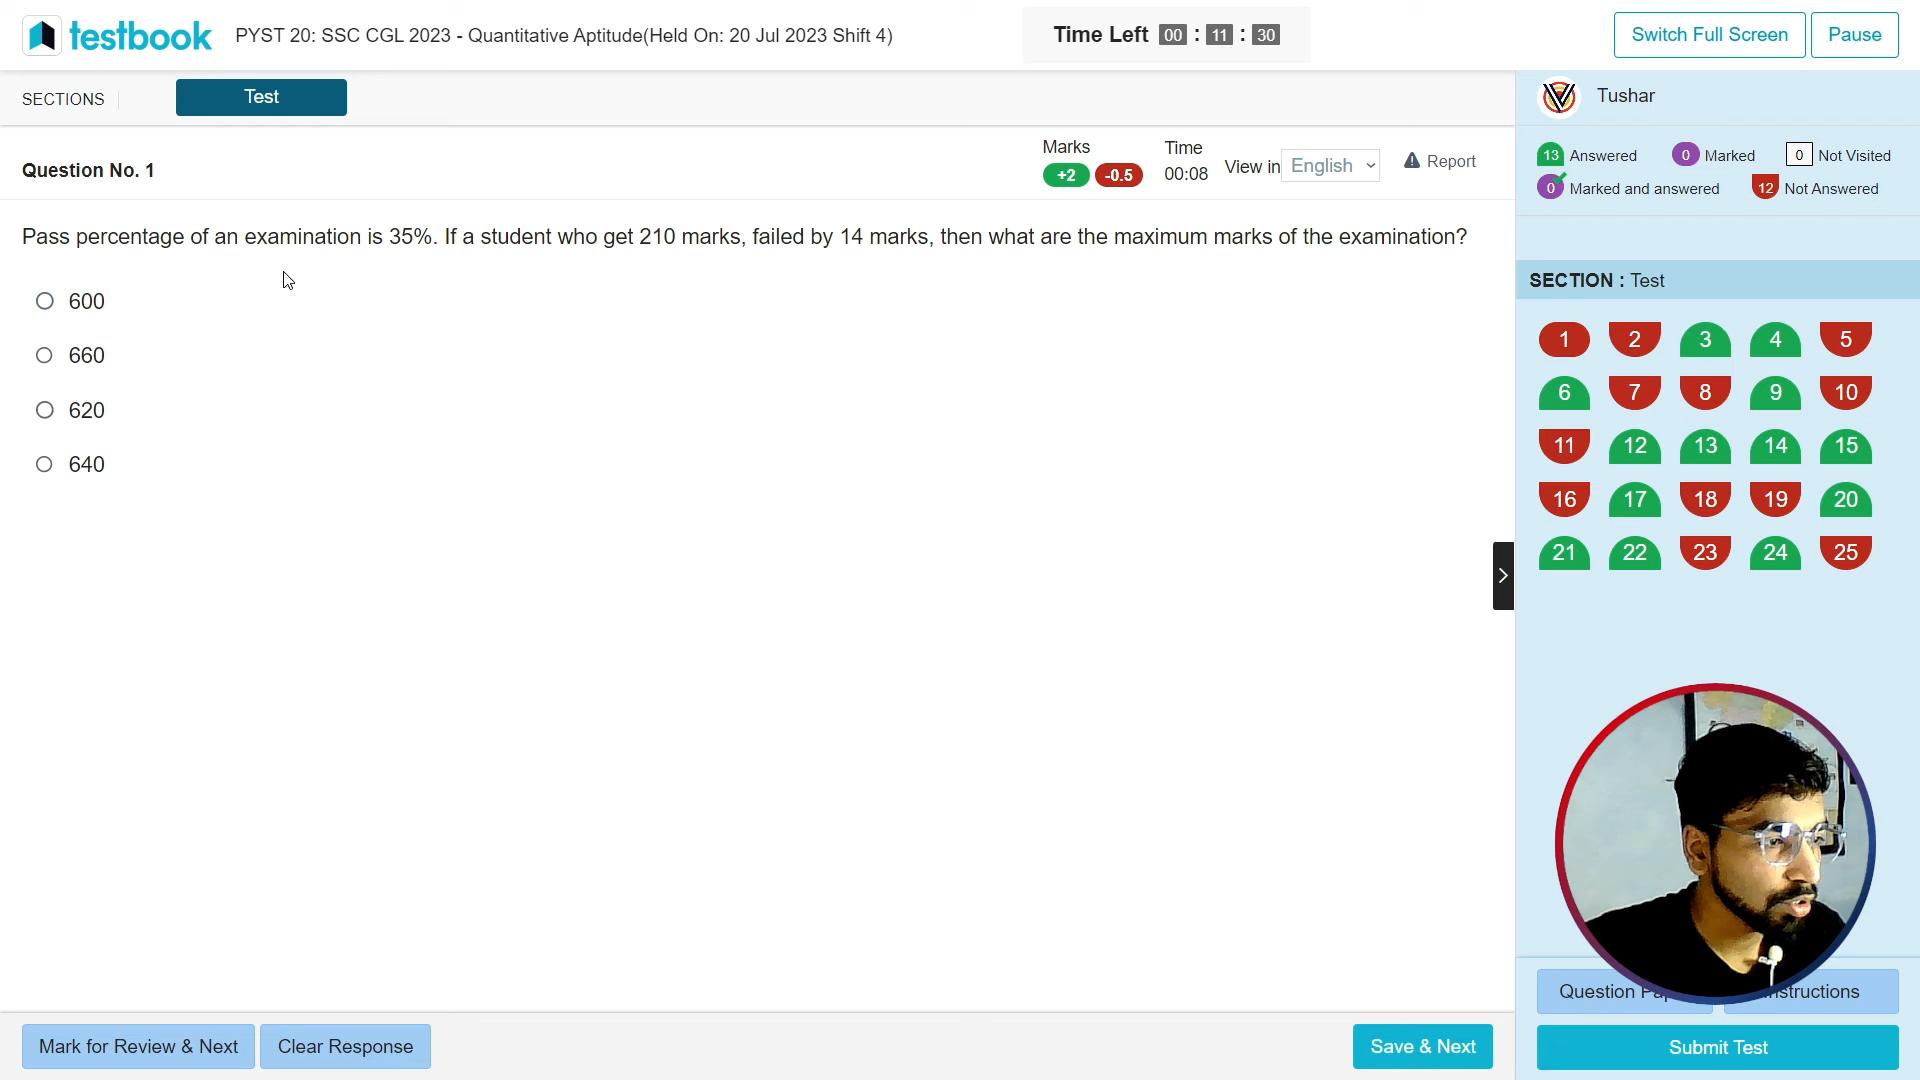 testbook PYST 20: SSC CGL 2023 - Quantitative Aptitude(Held On: 20 Jul 2023 Shift 4) Time Left 00 : 11 : 30 Switch Full Screen Pause
SECTIONS Test
Tushar
Question No. 1
Marks
+2 -0.5
Time
00:08
View in English
Report
13 Answered 0 Marked 0 Not Visited
0 Marked and answered 12 Not Answered
Pass percentage of an examination is 35%. If a student who get 210 marks, failed by 14 marks, then what are the maximum marks of the examination?
600
660
620
640
SECTION : Test
1 2 3 4 5
6 7 8 9 10
11 12 13 14 15
16 17 18 19 20
21 22 23 24 25
Question
Mark for Review & Next Clear Response Save & Next
Submit Test